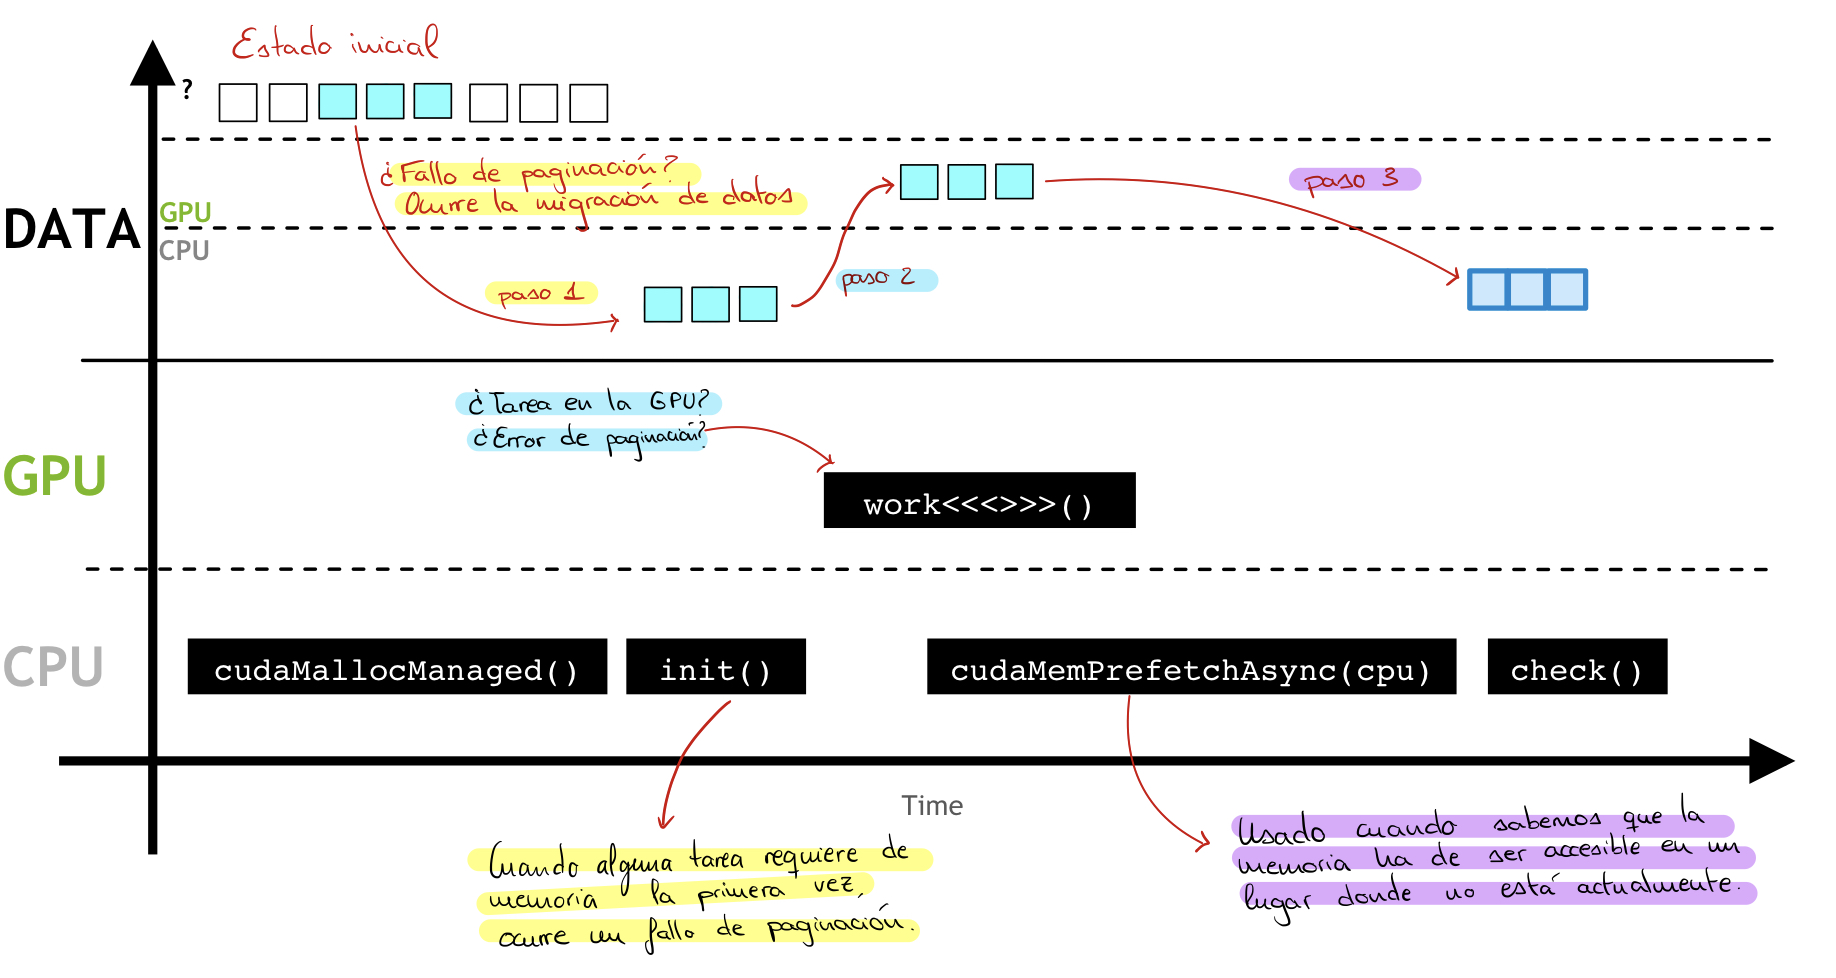 Estado inicial
?
¿Fallo de paginación?
Ocurre la migración de datos
paso 3
DATA
GPU
CPU
paso 1
paso 2
¿Tarea en la GPU?
¿Error de paginación?
GPU
work<<<>>>()
CPU
cudaMallocManaged()
init()
cudaMemPrefetchAsync(cpu)
check()
Time
Cuando alguna tarea requiere de
memoria la primera vez,
ocurre un fallo de paginación.
Usado cuando sabemos que la
memoria ha de ser accesible en un
lugar donde no está actualmente.